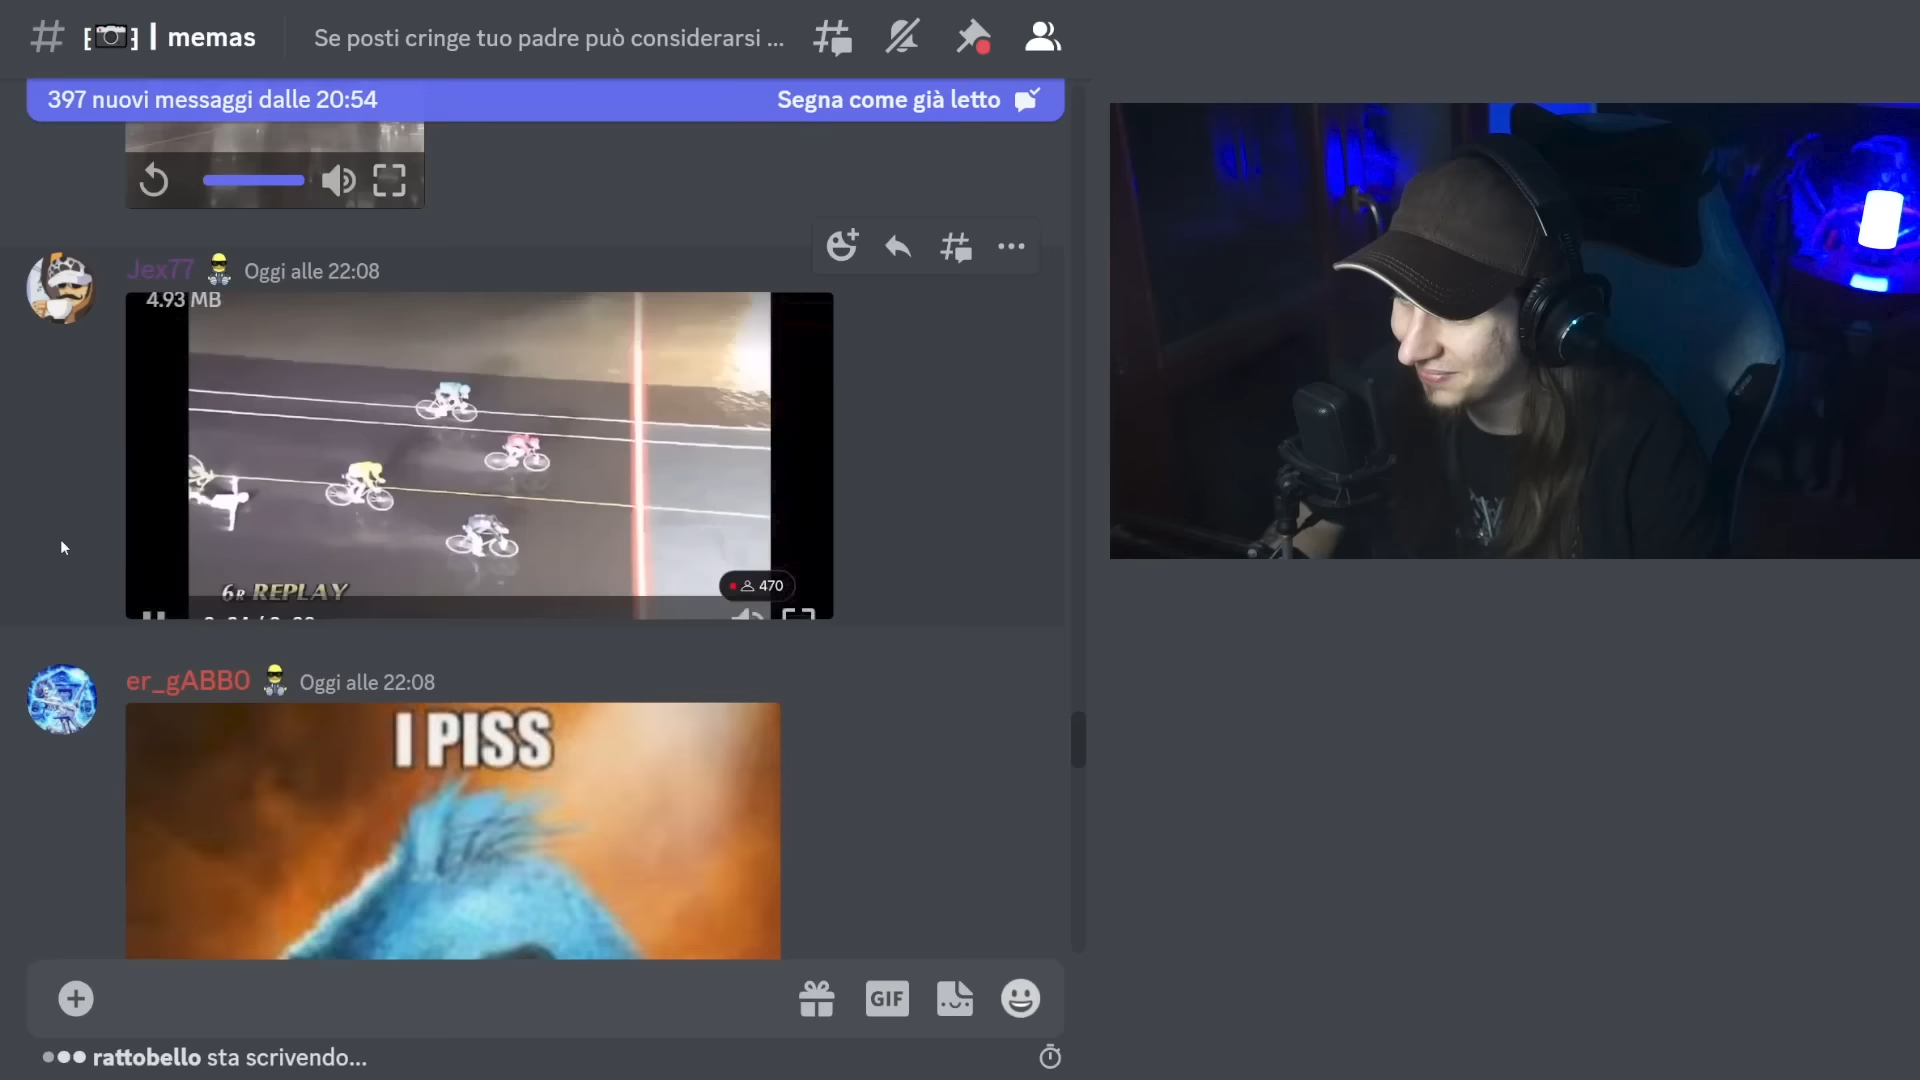 [📷] | memas
Se posti cringe tuo padre può considerarsi ...
397 nuovi messaggi dalle 20:54
Segna come già letto
Jex77
Oggi alle 22:08
4.93 MB
6R REPLAY
470
er_gABBO
Oggi alle 22:08
I PISS
GIF
rattobello sta scrivendo...